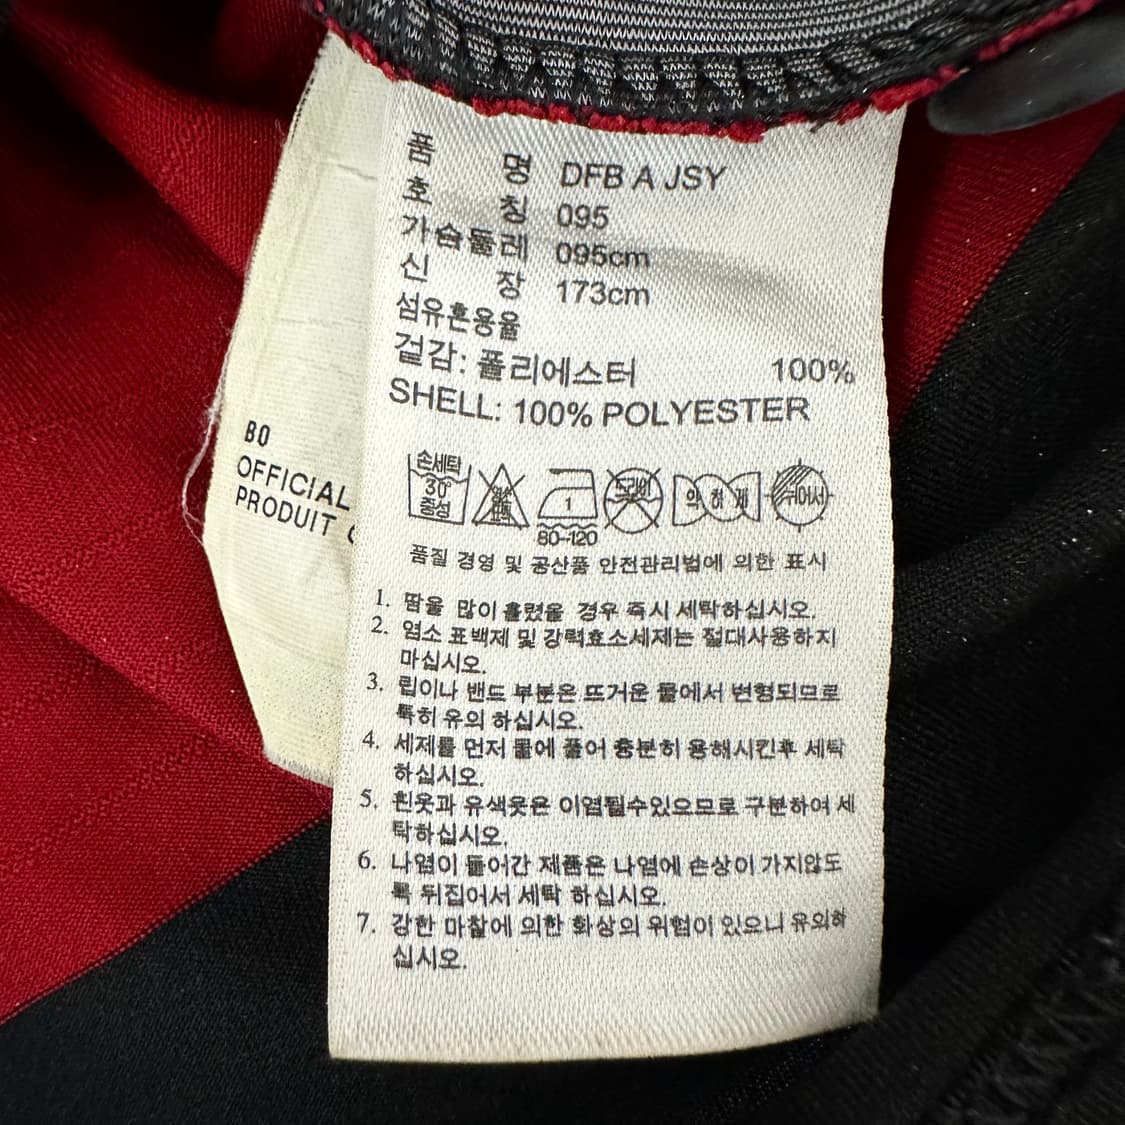 품 명 DFB A JSY
호 칭 095
가슴둘레 095cm
신 장 173cm
섬유혼용율
겉감: 폴리에스터 100%
SHELL: 100% POLYESTER
손세탁
30°
중성
1
80-120
드라이
약하게
뉘어서
품질 경영 및 공산품 안전관리법에 의한 표시
1. 땀을 많이 흘렸을 경우 즉시 세탁하십시오.
2. 염소 표백제 및 강력효소세제는 절대사용하지
마십시오.
3. 립이나 밴드 부분은 뜨거운 물에서 변형되므로
특히 유의 하십시오.
4. 세제를 먼저 물에 풀어 충분히 용해시킨후 세탁
하십시오.
5. 흰옷과 유색옷은 이염될수있으므로 구분하여 세
탁하십시오.
6. 나염이 들어간 제품은 나염에 손상이 가지않도
록 뒤집어서 세탁 하십시오.
7. 강한 마찰에 의한 화상의 위험이 있으니 유의하
십시오.
BO
OFFICIAL
PRODUIT